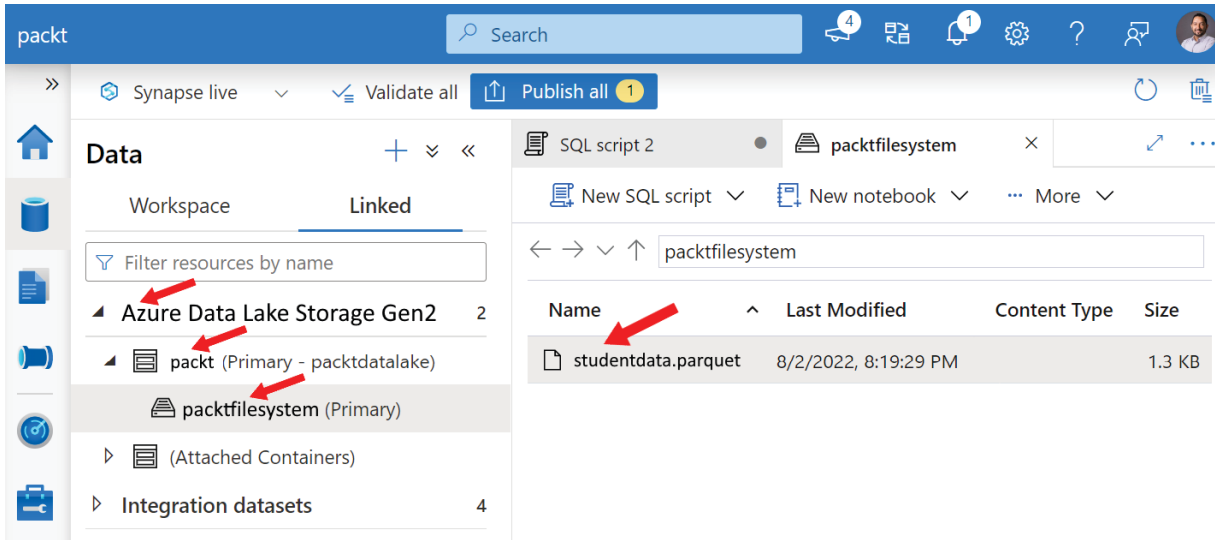 packt
Search
4
1
Synapse live
Validate all
Publish all 1
Data
Workspace
Linked
Filter resources by name
Azure Data Lake Storage Gen2 2
packt (Primary - packtdatalake)
packtfilesystem (Primary)
(Attached Containers)
Integration datasets 4
SQL script 2
packtfilesystem
New SQL script
New notebook
More
packtfilesystem
Name Last Modified Content Type Size
studentdata.parquet 8/2/2022, 8:19:29 PM 1.3 KB